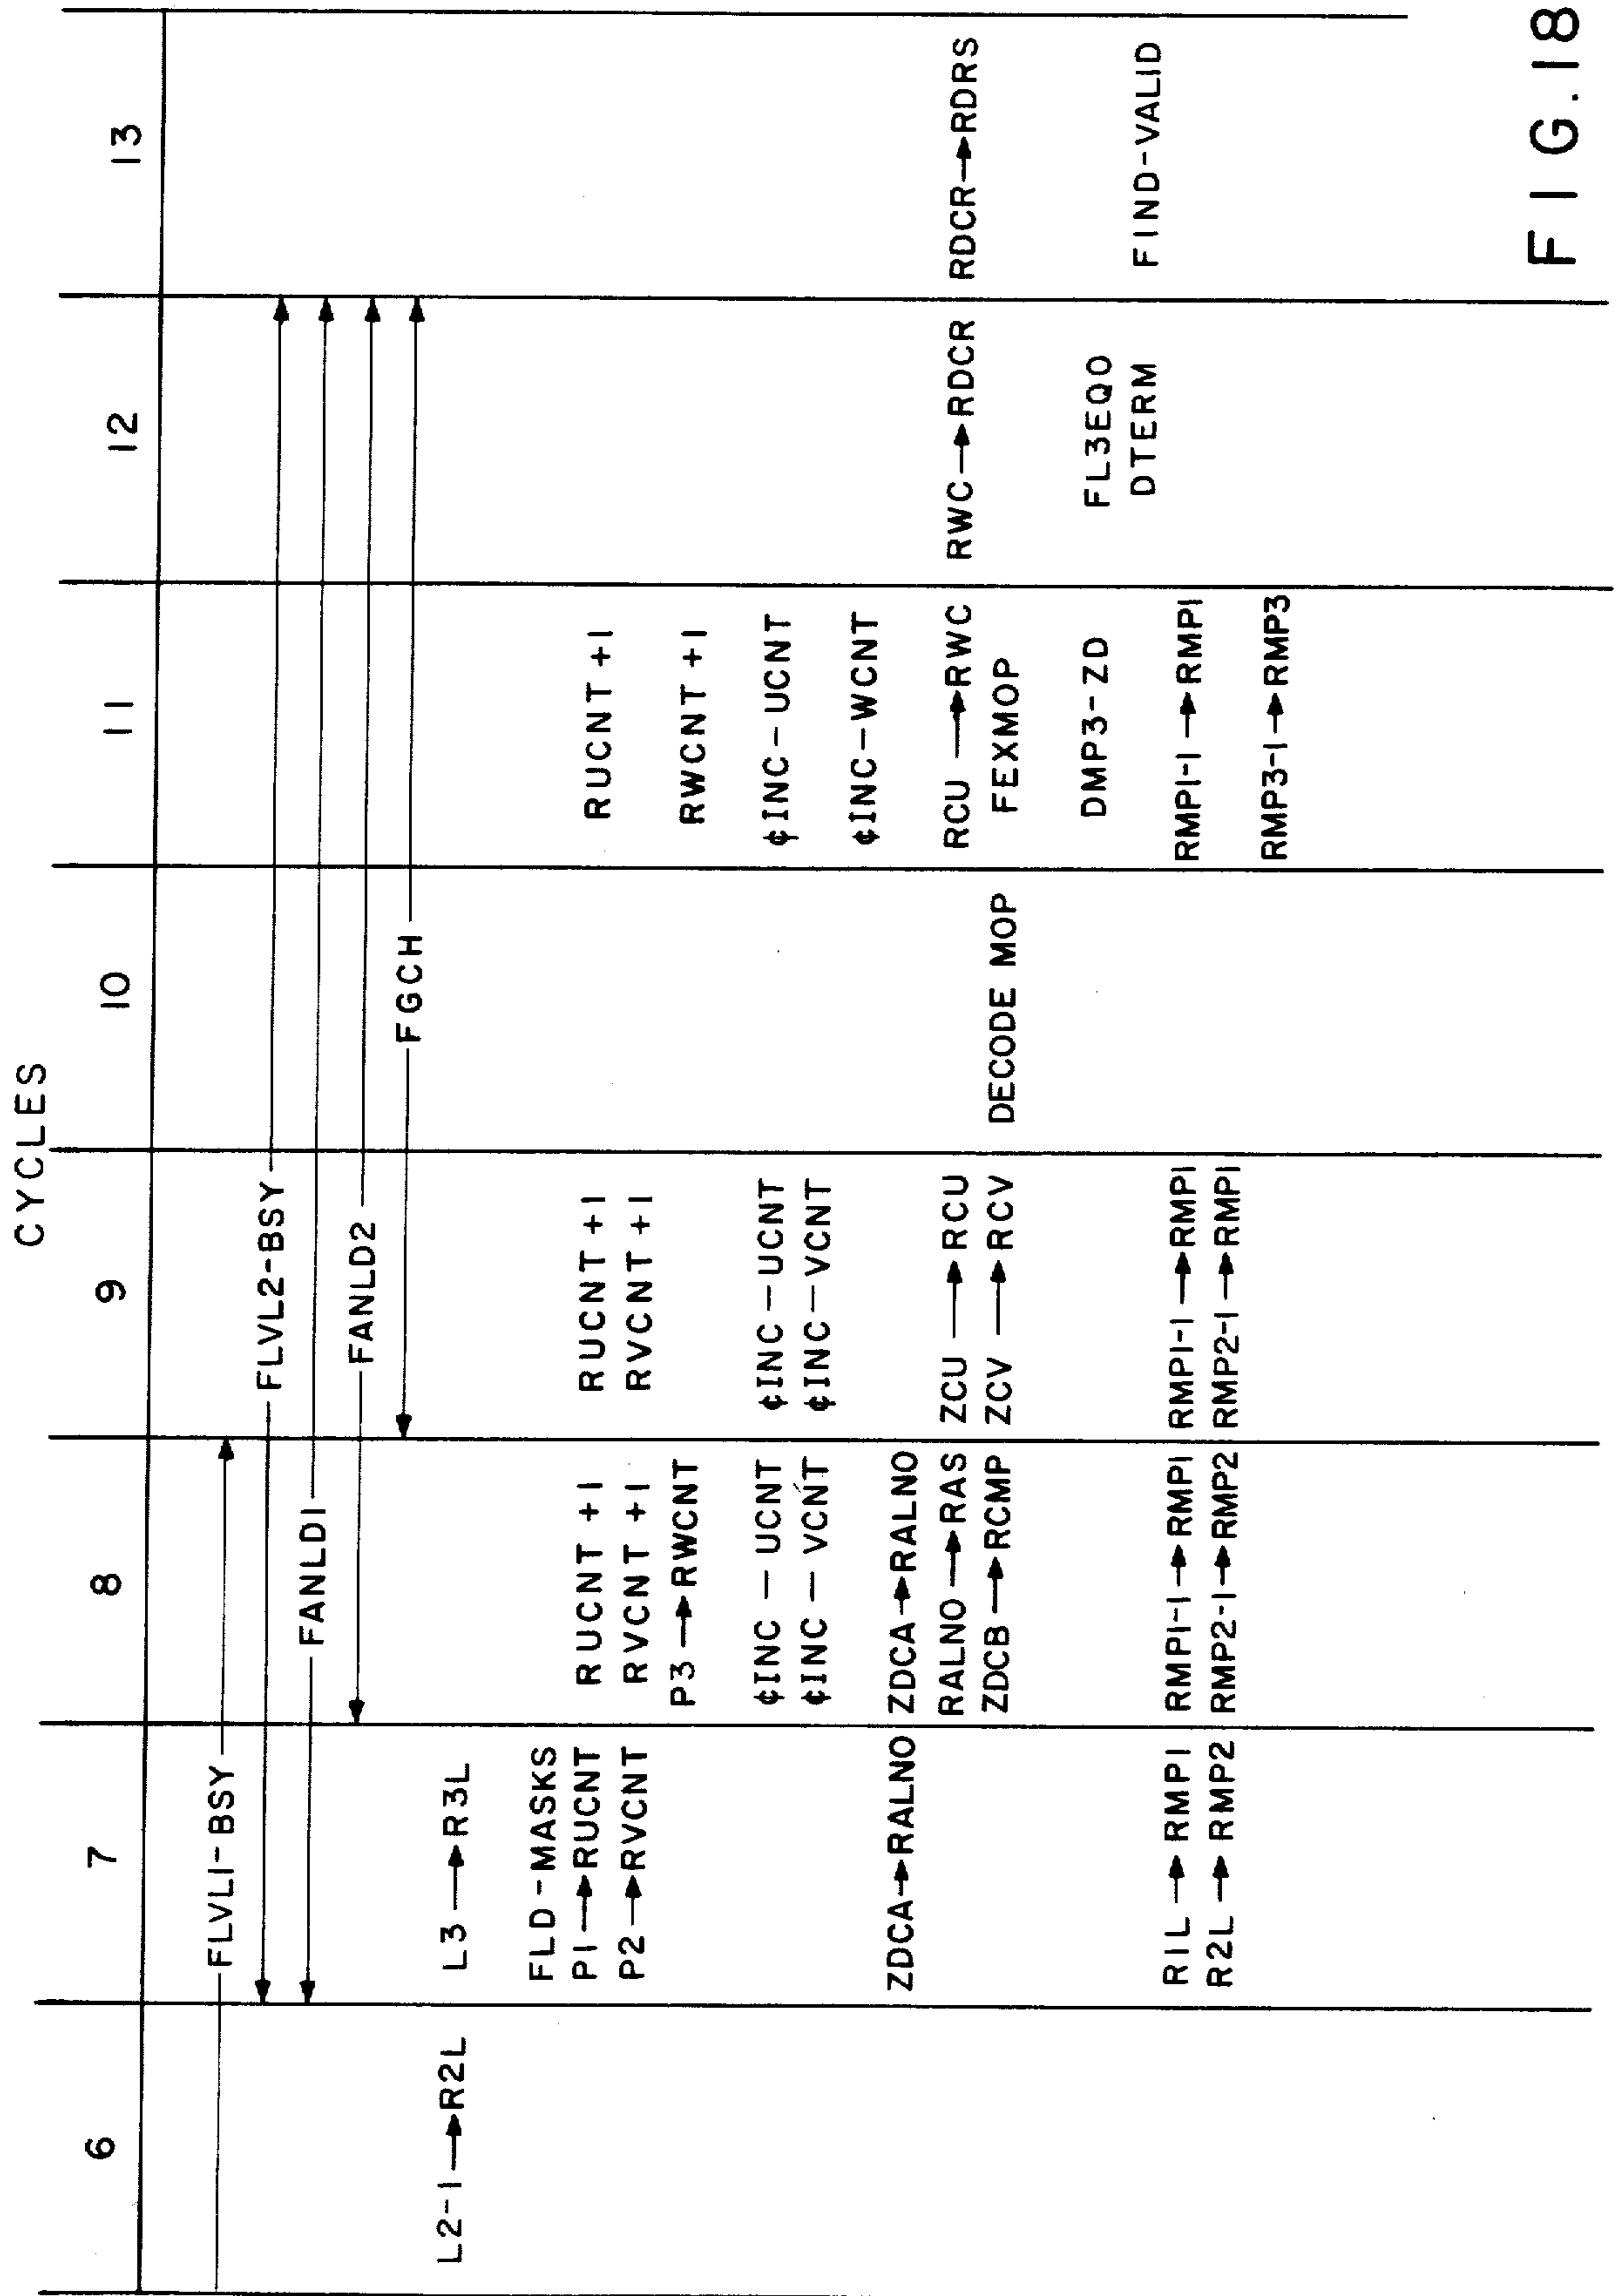 CYCLES
6 7 8 9 10 11 12 13
FLVL1-BSY
FLVL2-BSY
FANLD1
FANLD2
FGCH
L2-1→R2L L3→R3L
FLD-MASKS
P1→RUCNT RUCNT +1 RUCNT +1 RUCNT +1
P2→RVCNT RVCNT +1 RVCNT +1
P3→RWCNT RWCNT +1
¢INC-UCNT ¢INC-UCNT ¢INC-UCNT
¢INC-VCNT ¢INC-VCNT
¢INC-WCNT
ZDCA→RALNO ZDCA→RALNO
RALNO→RAS ZCU→RCU RCU→RWC RWC→RDCR RDCR→RDRS
ZDCB→RCMP ZCV→RCV DECODE MOP FEXMOP
DMP3-ZD FL3EQ0
DTERM FIND-VALID
R1L→RMP1 RMP1-1→RMP1 RMP1-1→RMP1 RMP1-1→RMP1
R2L→RMP2 RMP2-1→RMP2 RMP2-1→RMP1
RMP3-1→RMP3
FIG.18